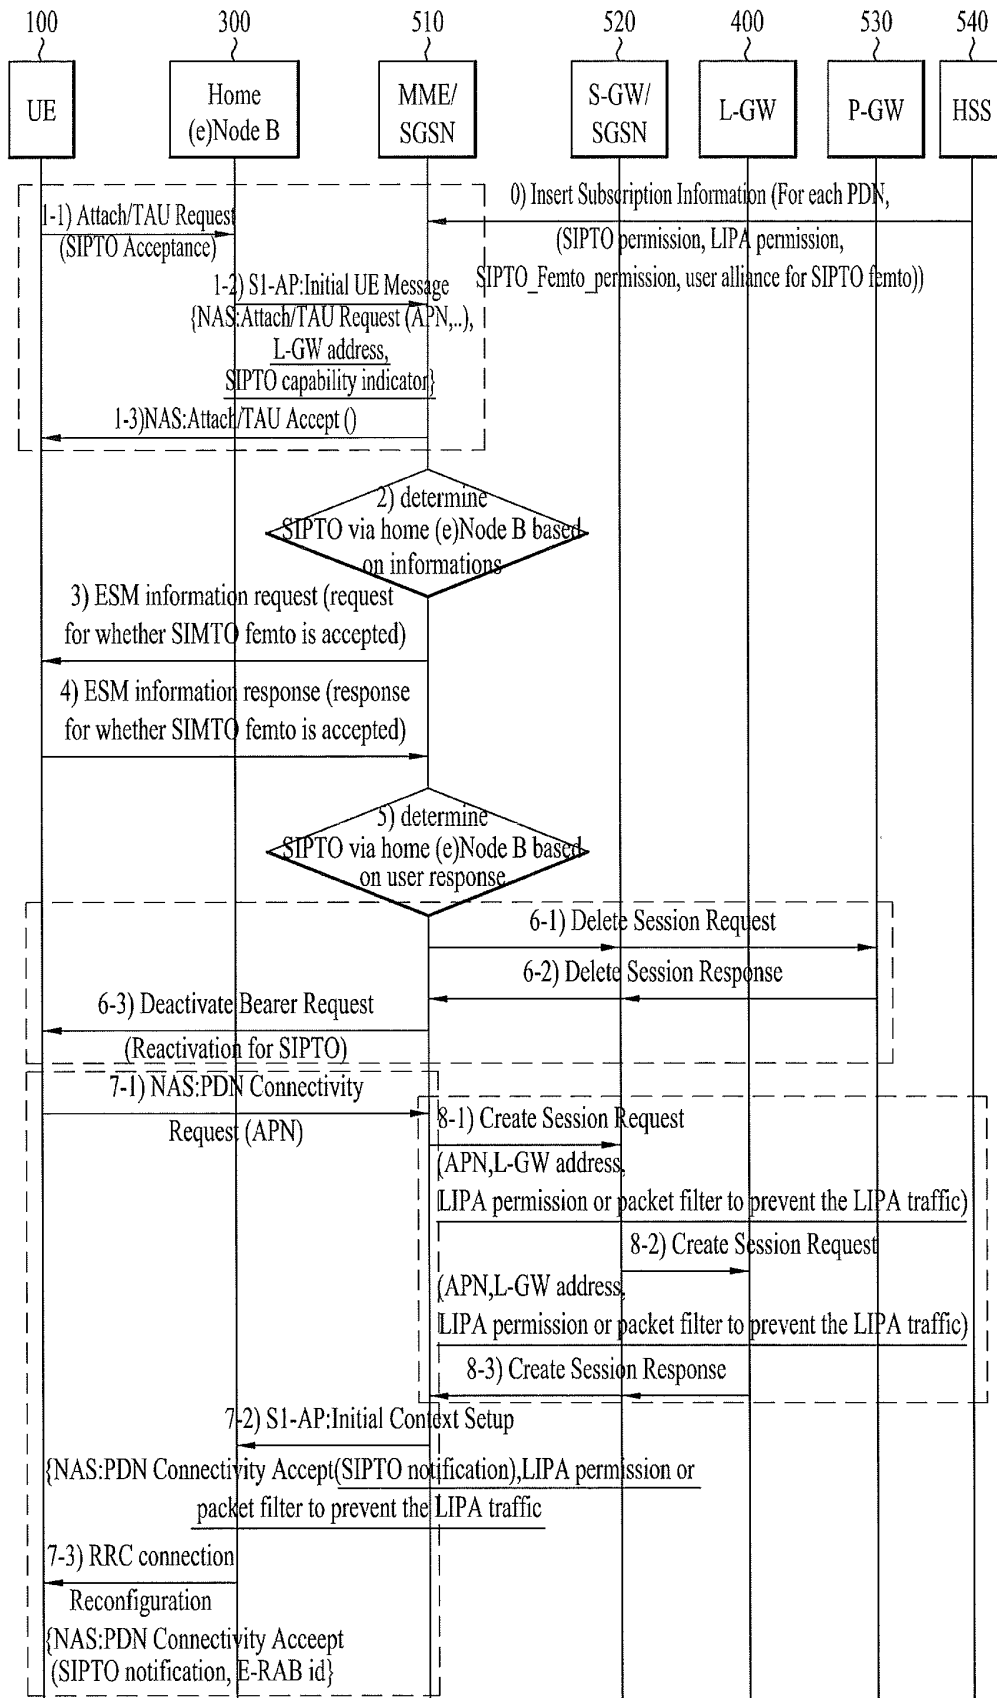 100
300
510
520
400
530
540
UE
Home
(e)Node B
MME/
SGSN
S-GW/
SGSN
L-GW
P-GW
HSS
0) Insert Subscription Information (For each PDN,
(SIPTO permission, LIPA permission,
SIPTO_Femto_permission, user alliance for SIPTO femto))
1-1) Attach/TAU Request
(SIPTO Acceptance)
1-2) S1-AP:Initial UE Message
{NAS:Attach/TAU Request (APN,..),
L-GW address,
SIPTO capability indicator}
1-3)NAS:Attach/TAU Accept ()
2) determine
SIPTO via home (e)Node B based
on informations
3) ESM information request (request
for whether SIMTO femto is accepted)
4) ESM information response (response
for whether SIMTO femto is accepted)
5) determine
SIPTO via home (e)Node B based
on user response
6-1) Delete Session Request
6-2) Delete Session Response
6-3) Deactivate Bearer Request
(Reactivation for SIPTO)
7-1) NAS:PDN Connectivity
Request (APN)
8-1) Create Session Request
(APN,L-GW address,
LIPA permission or packet filter to prevent the LIPA traffic)
8-2) Create Session Request
(APN,L-GW address,
LIPA permission or packet filter to prevent the LIPA traffic)
8-3) Create Session Response
7-2) S1-AP:Initial Context Setup
{NAS:PDN Connectivity Accept(SIPTO notification),LIPA permission or
packet filter to prevent the LIPA traffic
7-3) RRC connection
Reconfiguration
{NAS:PDN Connectivity Acceept
(SIPTO notification, E-RAB id}